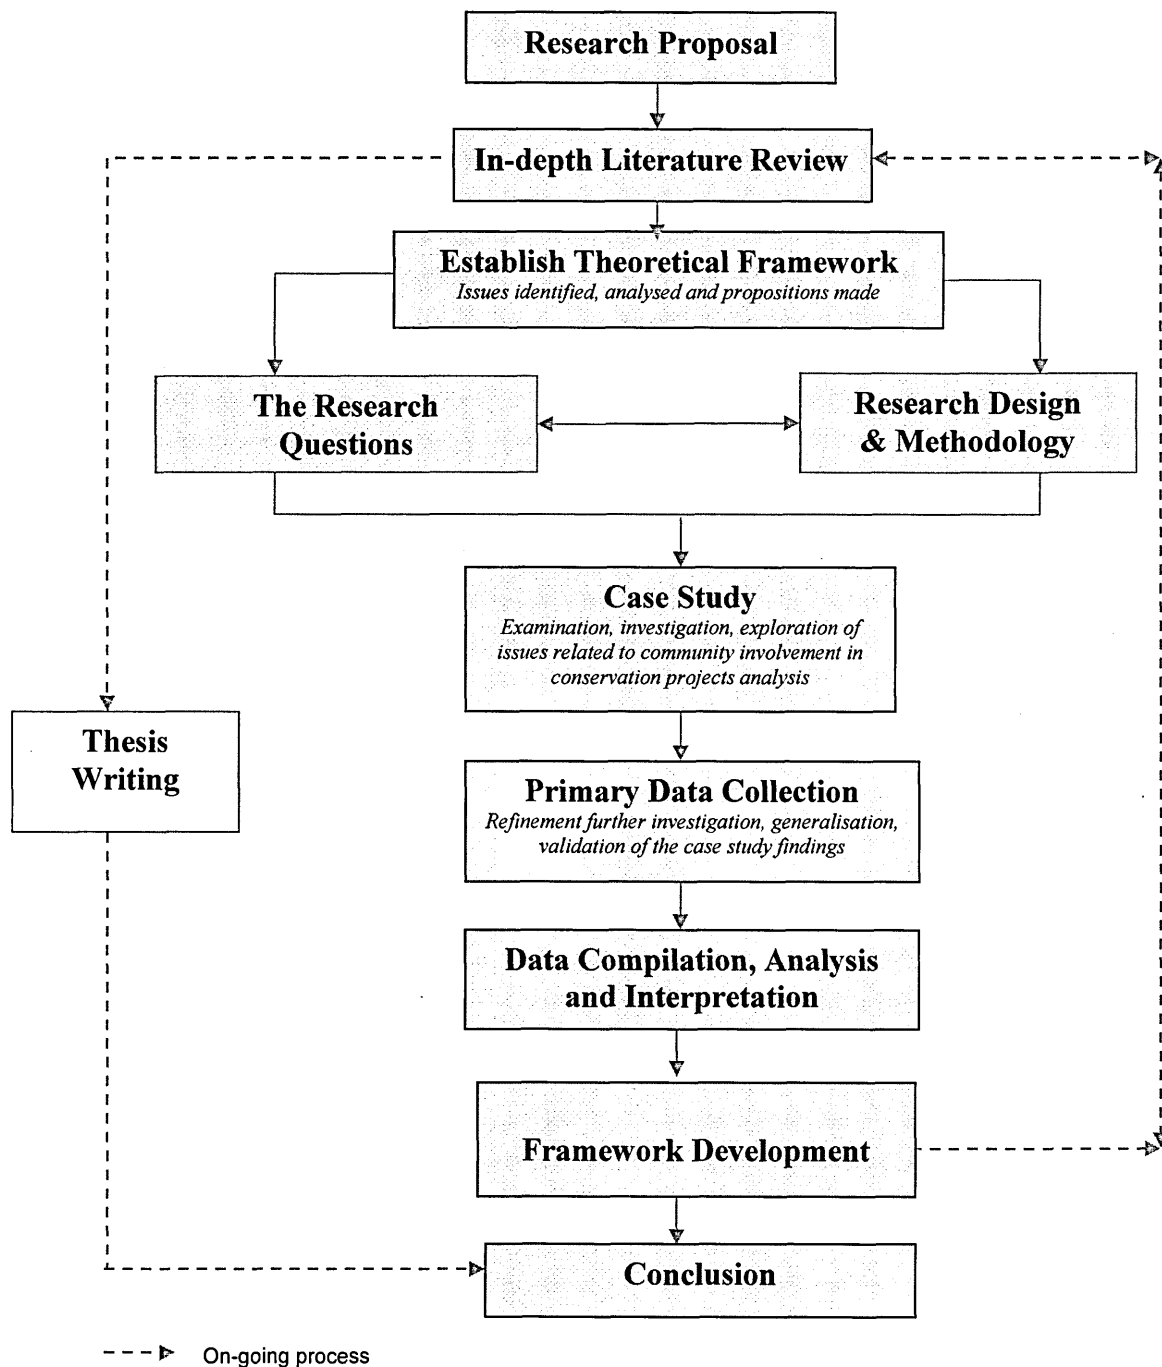 Research Proposal
In-depth Literature Review
Establish Theoretical Framework
Issues identified, analysed and propositions made
The Research
Questions
Research Design
& Methodology
Case Study
Examination, investigation, exploration of
issues related to community involvement in
conservation projects analysis
Thesis
Writing
Primary Data Collection
Refinement further investigation, generalisation,
validation of the case study findings
Data Compilation, Analysis
and Interpretation
Framework Development
Conclusion
On-going process